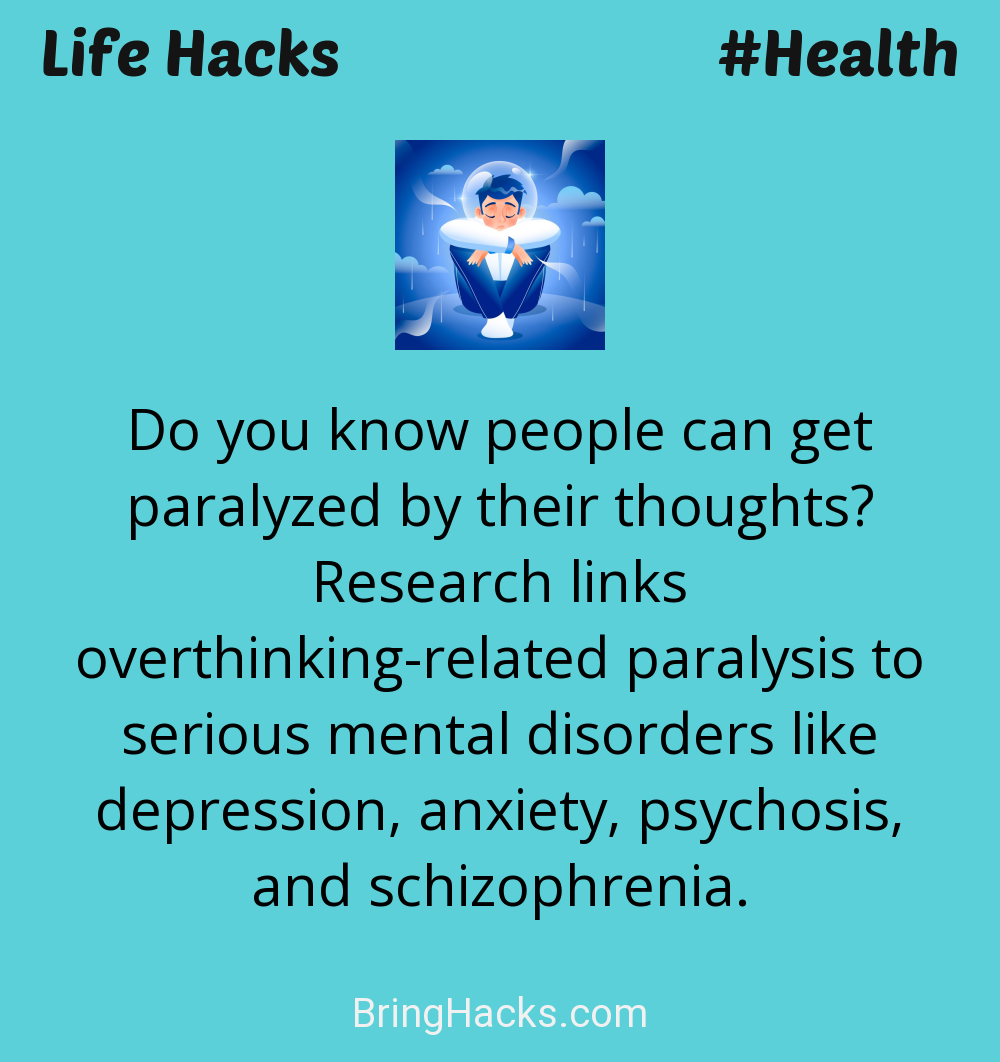 Life Hacks
#Health
Do you know people can get
paralyzed by their thoughts?
Research links
overthinking-related paralysis to
serious mental disorders like
depression, anxiety, psychosis,
and schizophrenia.
BringHacks.com